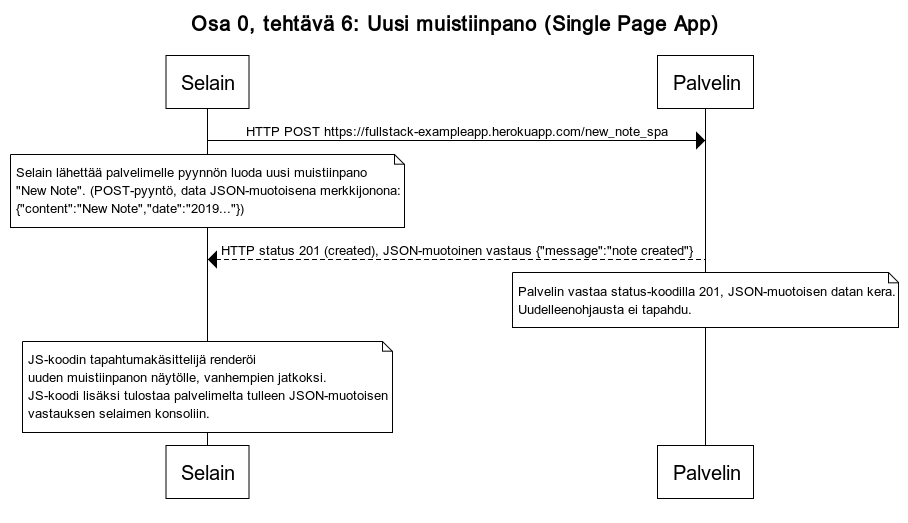 Osa 0, tehtävä 6: Uusi muistiinpano (Single Page App)
Selain
Palvelin
HTTP POST https://fullstack-exampleapp.herokuapp.com/new_note_spa
Selain lähettää palvelimelle pyynnön luoda uusi muistiinpano
"New Note". (POST-pyyntö, data JSON-muotoisena merkkijonona:
{"content":"New Note","date":"2019..."})
HTTP status 201 (created), JSON-muotoinen vastaus {"message":"note created"}
Palvelin vastaa status-koodilla 201, JSON-muotoisen datan kera.
Uudelleenohjausta ei tapahdu.
JS-koodin tapahtumakäsittelijä renderöi
uuden muistiinpanon näytölle, vanhempien jatkoksi.
JS-koodi lisäksi tulostaa palvelimelta tulleen JSON-muotoisen
vastauksen selaimen konsoliin.
Selain
Palvelin